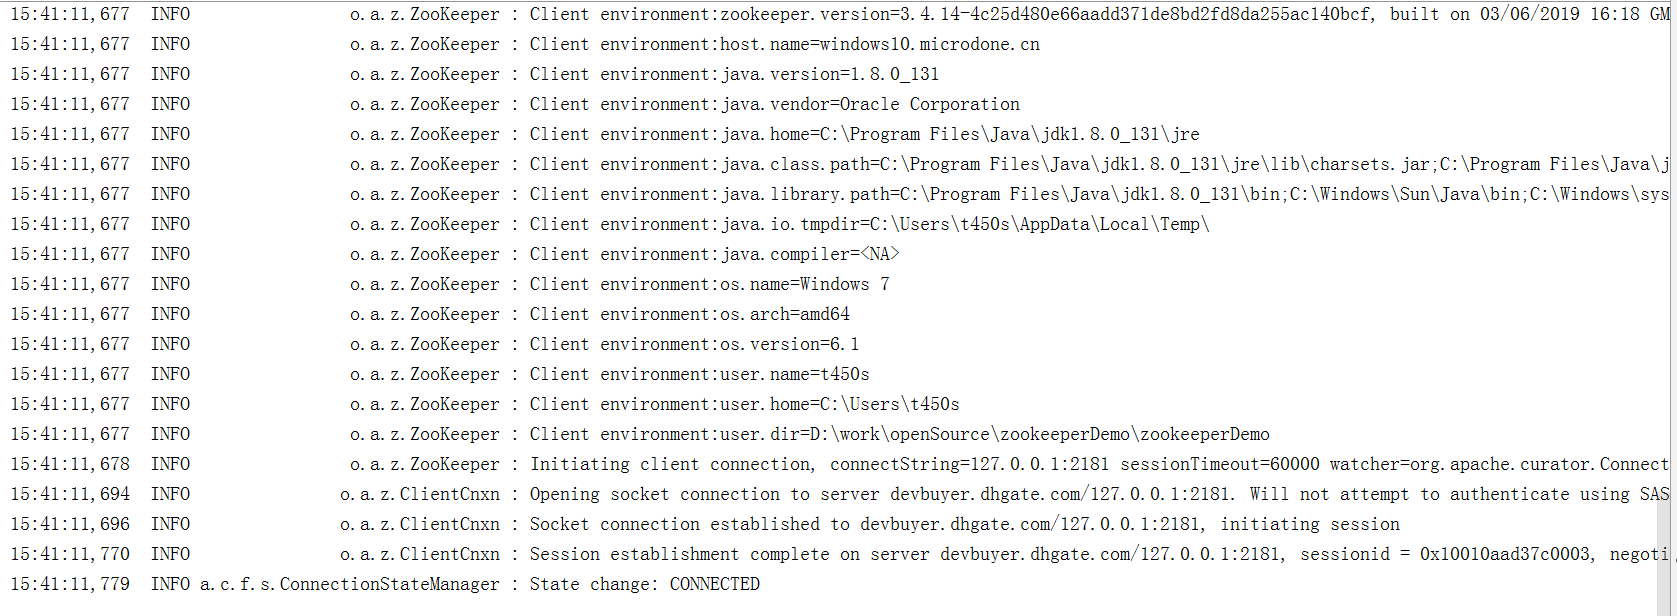 15:41:11,677  INFO                o.a.z.ZooKeeper : Client environment:zookeeper.version=3.4.14-4c25d480e66aadd371de8bd2fd8da255ac140bcf, built on 03/06/2019 16:18 GM
15:41:11,677  INFO                o.a.z.ZooKeeper : Client environment:host.name=windows10.microdone.cn
15:41:11,677  INFO                o.a.z.ZooKeeper : Client environment:java.version=1.8.0_131
15:41:11,677  INFO                o.a.z.ZooKeeper : Client environment:java.vendor=Oracle Corporation
15:41:11,677  INFO                o.a.z.ZooKeeper : Client environment:java.home=C:\Program Files\Java\jdk1.8.0_131\jre
15:41:11,677  INFO                o.a.z.ZooKeeper : Client environment:java.class.path=C:\Program Files\Java\jdk1.8.0_131\jre\lib\charsets.jar;C:\Program Files\Java\j
15:41:11,677  INFO                o.a.z.ZooKeeper : Client environment:java.library.path=C:\Program Files\Java\jdk1.8.0_131\bin;C:\Windows\Sun\Java\bin;C:\Windows\sys
15:41:11,677  INFO                o.a.z.ZooKeeper : Client environment:java.io.tmpdir=C:\Users\t450s\AppData\Local\Temp\
15:41:11,677  INFO                o.a.z.ZooKeeper : Client environment:java.compiler=<NA>
15:41:11,677  INFO                o.a.z.ZooKeeper : Client environment:os.name=Windows 7
15:41:11,677  INFO                o.a.z.ZooKeeper : Client environment:os.arch=amd64
15:41:11,677  INFO                o.a.z.ZooKeeper : Client environment:os.version=6.1
15:41:11,677  INFO                o.a.z.ZooKeeper : Client environment:user.name=t450s
15:41:11,677  INFO                o.a.z.ZooKeeper : Client environment:user.home=C:\Users\t450s
15:41:11,677  INFO                o.a.z.ZooKeeper : Client environment:user.dir=D:\work\openSource\zookeeperDemo\zookeeperDemo
15:41:11,678  INFO                o.a.z.ZooKeeper : Initiating client connection, connectString=127.0.0.1:2181 sessionTimeout=60000 watcher=org.apache.curator.Connect
15:41:11,694  INFO               o.a.z.ClientCnxn : Opening socket connection to server devbuyer.dhgate.com/127.0.0.1:2181. Will not attempt to authenticate using SAS
15:41:11,696  INFO               o.a.z.ClientCnxn : Socket connection established to devbuyer.dhgate.com/127.0.0.1:2181, initiating session
15:41:11,770  INFO               o.a.z.ClientCnxn : Session establishment complete on server devbuyer.dhgate.com/127.0.0.1:2181, sessionid = 0x10010aad37c0003, negoti
15:41:11,779  INFO a.c.f.s.ConnectionStateManager : State change: CONNECTED